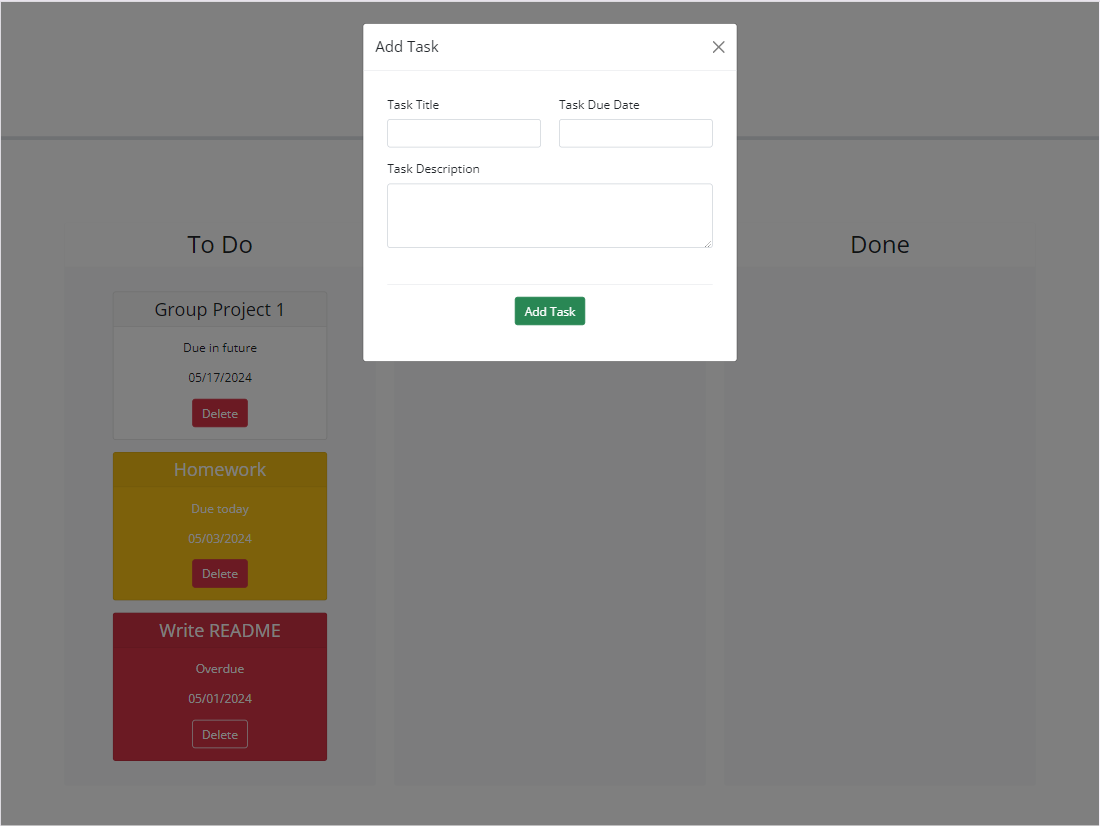 Add Task
Task Title
Task Due Date
Task Description
Add Task
To Do
Done
Group Project 1
Due in future
05/17/2024
Delete
Homework
Due today
05/03/2024
Delete
Write README
Overdue
05/01/2024
Delete